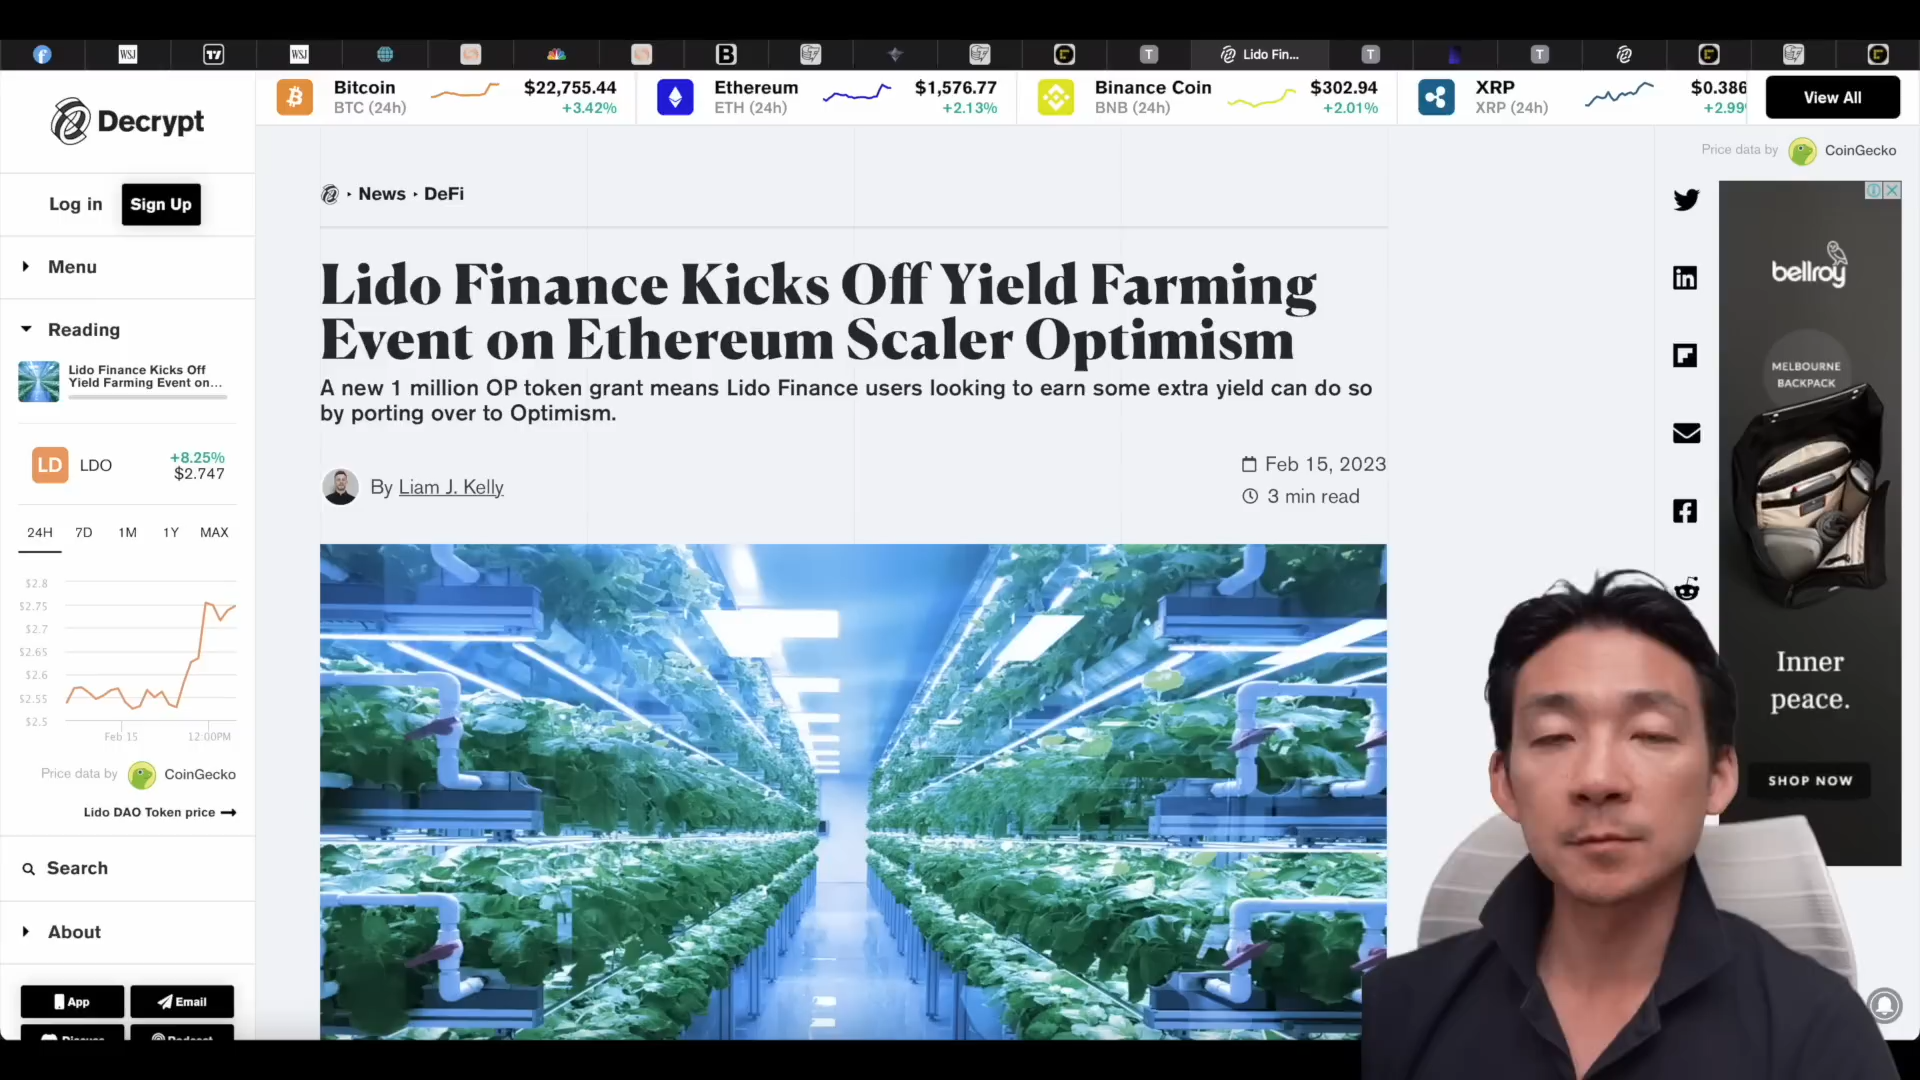 WSJ
WSJ
B
T
Lido Fin...
T
T
Decrypt
Bitcoin
BTC (24h)
$22,755.44
+3.42%
Ethereum
ETH (24h)
$1,576.77
+2.13%
Binance Coin
BNB (24h)
$302.94
+2.01%
XRP
XRP (24h)
$0.386
+2.99
View All
Price data by CoinGecko
Log in
Sign Up
Menu
Reading
Lido Finance Kicks Off
Yield Farming Event on...
LD
LDO
+8.25%
$2.747
24H 7D 1M 1Y MAX
$2.8
$2.75
$2.7
$2.65
$2.6
$2.55
$2.5
Feb 15
12:00PM
Price data by CoinGecko
Lido DAO Token price
Search
About
App
Email
News
DeFi
Lido Finance Kicks Off Yield Farming
Event on Ethereum Scaler Optimism
A new 1 million OP token grant means Lido Finance users looking to earn some extra yield can do so
by porting over to Optimism.
By Liam J. Kelly
Feb 15, 2023
3 min read
bellroy
MELBOURNE
BACKPACK
Inner
peace.
SHOP NOW